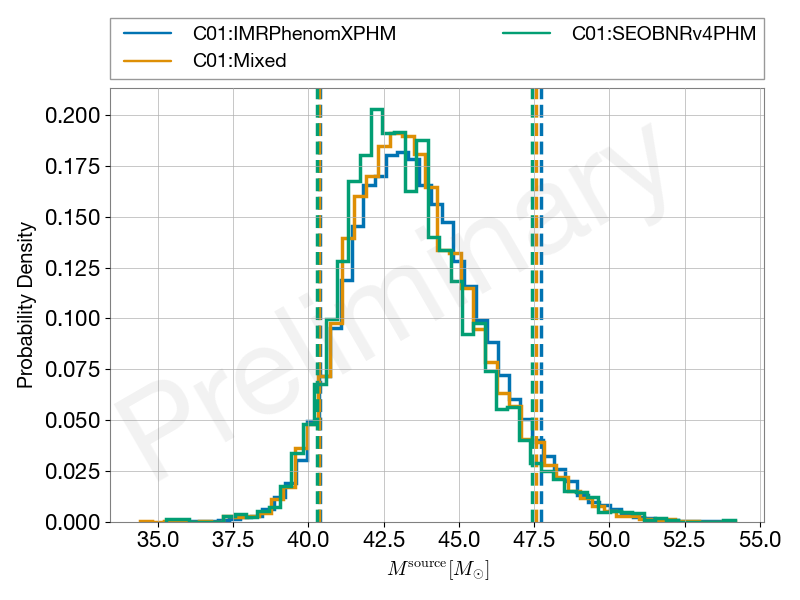 C01:IMRPhenomXPHM
C01:Mixed
C01:SEOBNRv4PHM
Preliminary
Probability Density
0.200
0.175
0.150
0.125
0.100
0.075
0.050
0.025
0.000
35.0 37.5 40.0 42.5 45.0 47.5 50.0 52.5 55.0
M^source [M_⊙]